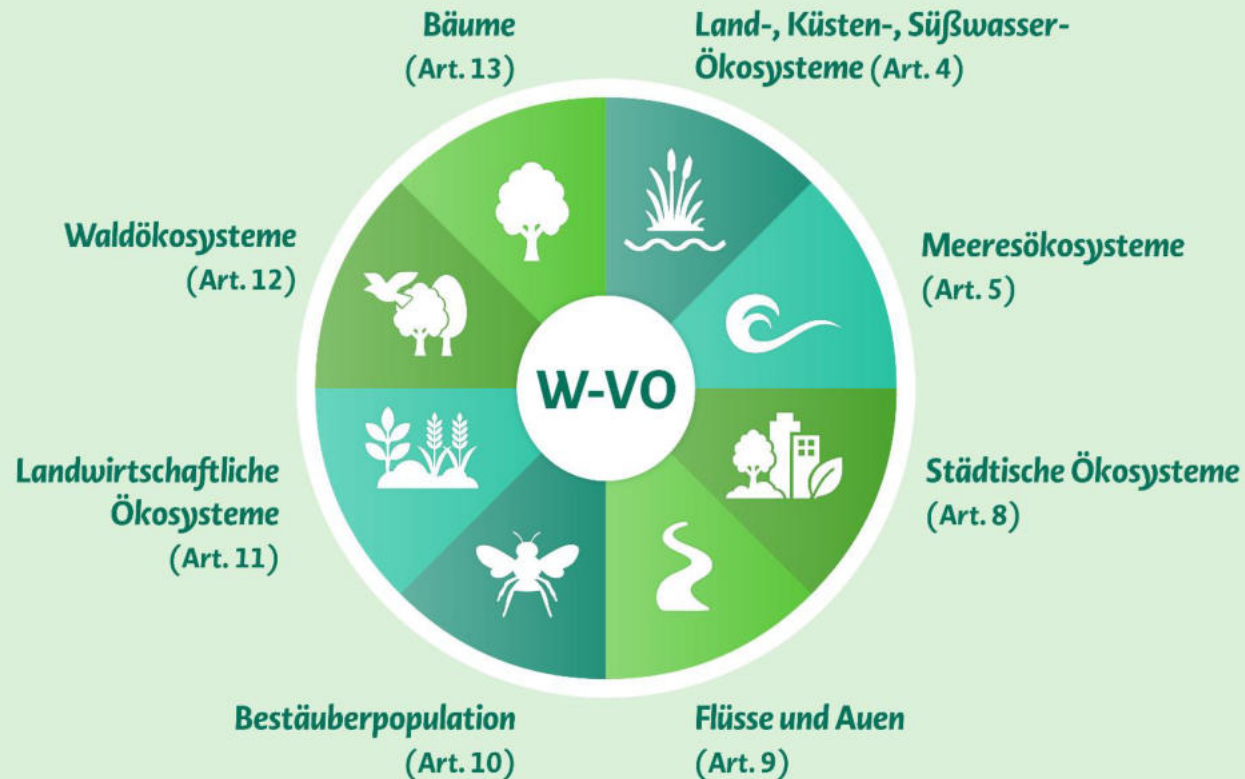 Bäume
(Art. 13)
Land-, Küsten-, Süßwasser-
Ökosysteme (Art. 4)
Meeresökosysteme
(Art. 5)
Städtische Ökosysteme
(Art. 8)
Flüsse und Auen
(Art. 9)
Bestäuberpopulation
(Art. 10)
Landwirtschaftliche
Ökosysteme
(Art. 11)
Waldökosysteme
(Art. 12)
W-VO